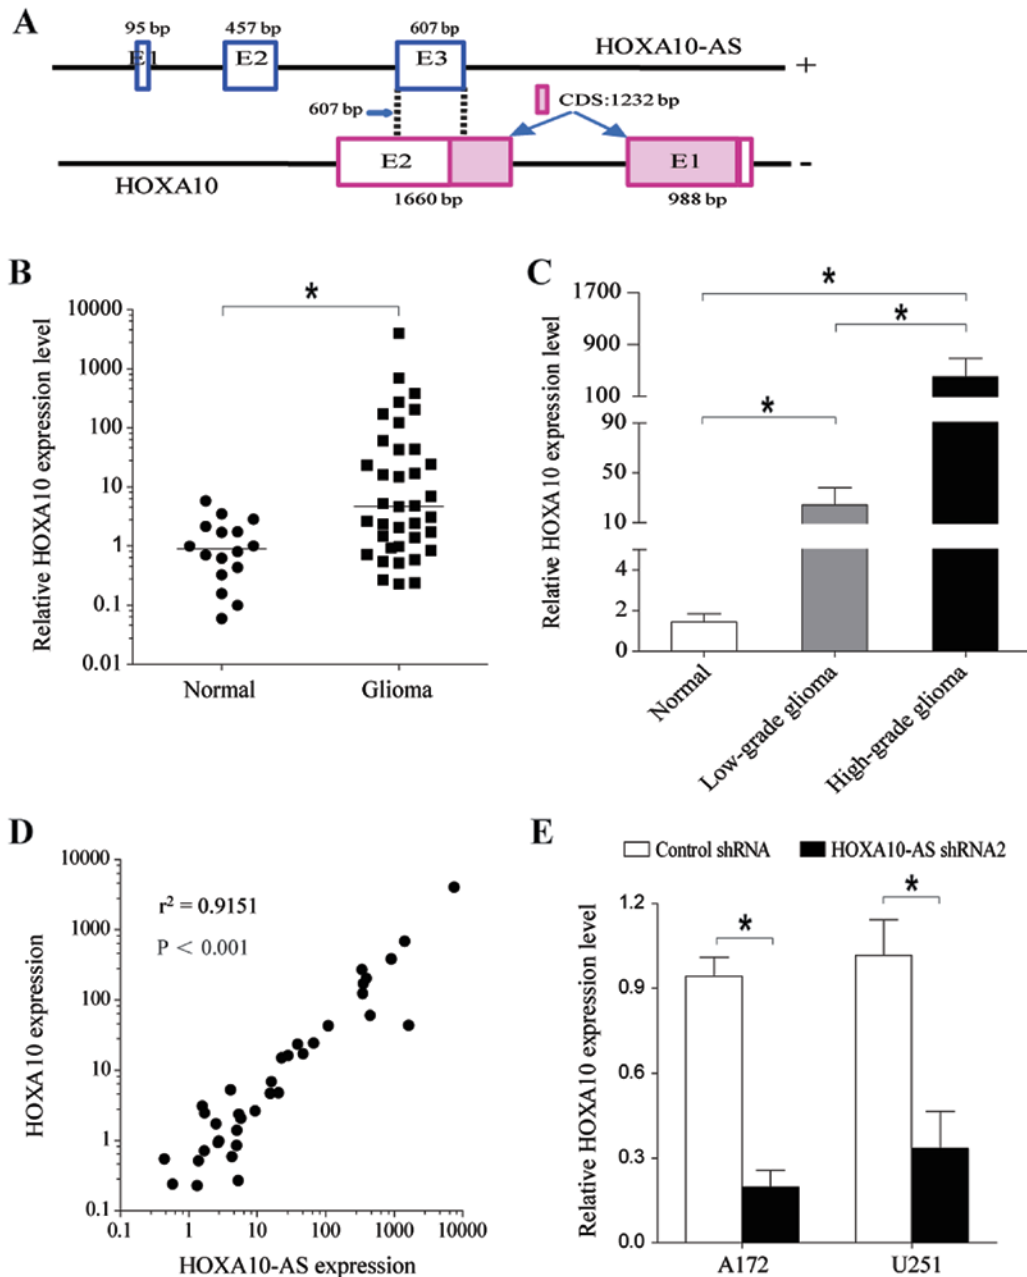 A
95 bp
457 bp
607 bp
E1
E2
E3
HOXA10-AS
+
607 bp
CDS:1232 bp
E2
E1
-
HOXA10
1660 bp
988 bp
B
*
Relative HOXA10 expression level
10000
1000
100
10
1
0.1
0.01
Normal
Glioma
C
*
*
*
Relative HOXA10 expression level
1700
900
100
90
50
10
4
2
0
Normal
Low-grade glioma
High-grade glioma
D
r² = 0.9151
P < 0.001
HOXA10 expression
10000
1000
100
10
1
0.1
0.1
1
10
100
1000
10000
HOXA10-AS expression
E
Control shRNA
HOXA10-AS shRNA2
*
*
Relative HOXA10 expression level
1.2
0.9
0.6
0.3
0.0
A172
U251